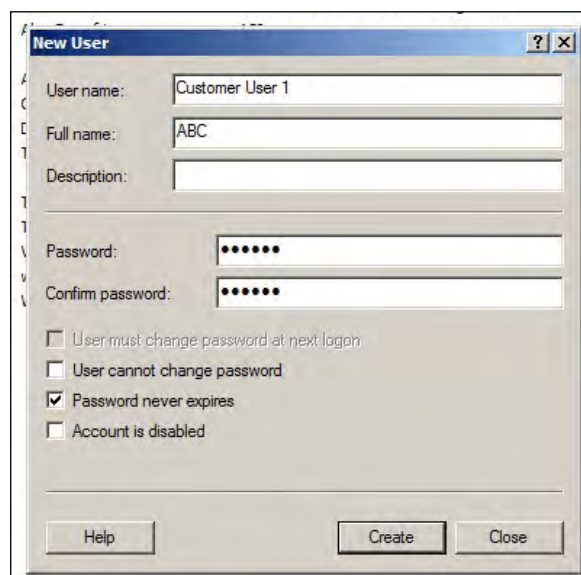 New User
User name: Customer User 1
Full name: ABC
Description:
Password: ●●●●●●
Confirm password: ●●●●●●
User must change password at next logon
User cannot change password
Password never expires
Account is disabled
Help Create Close